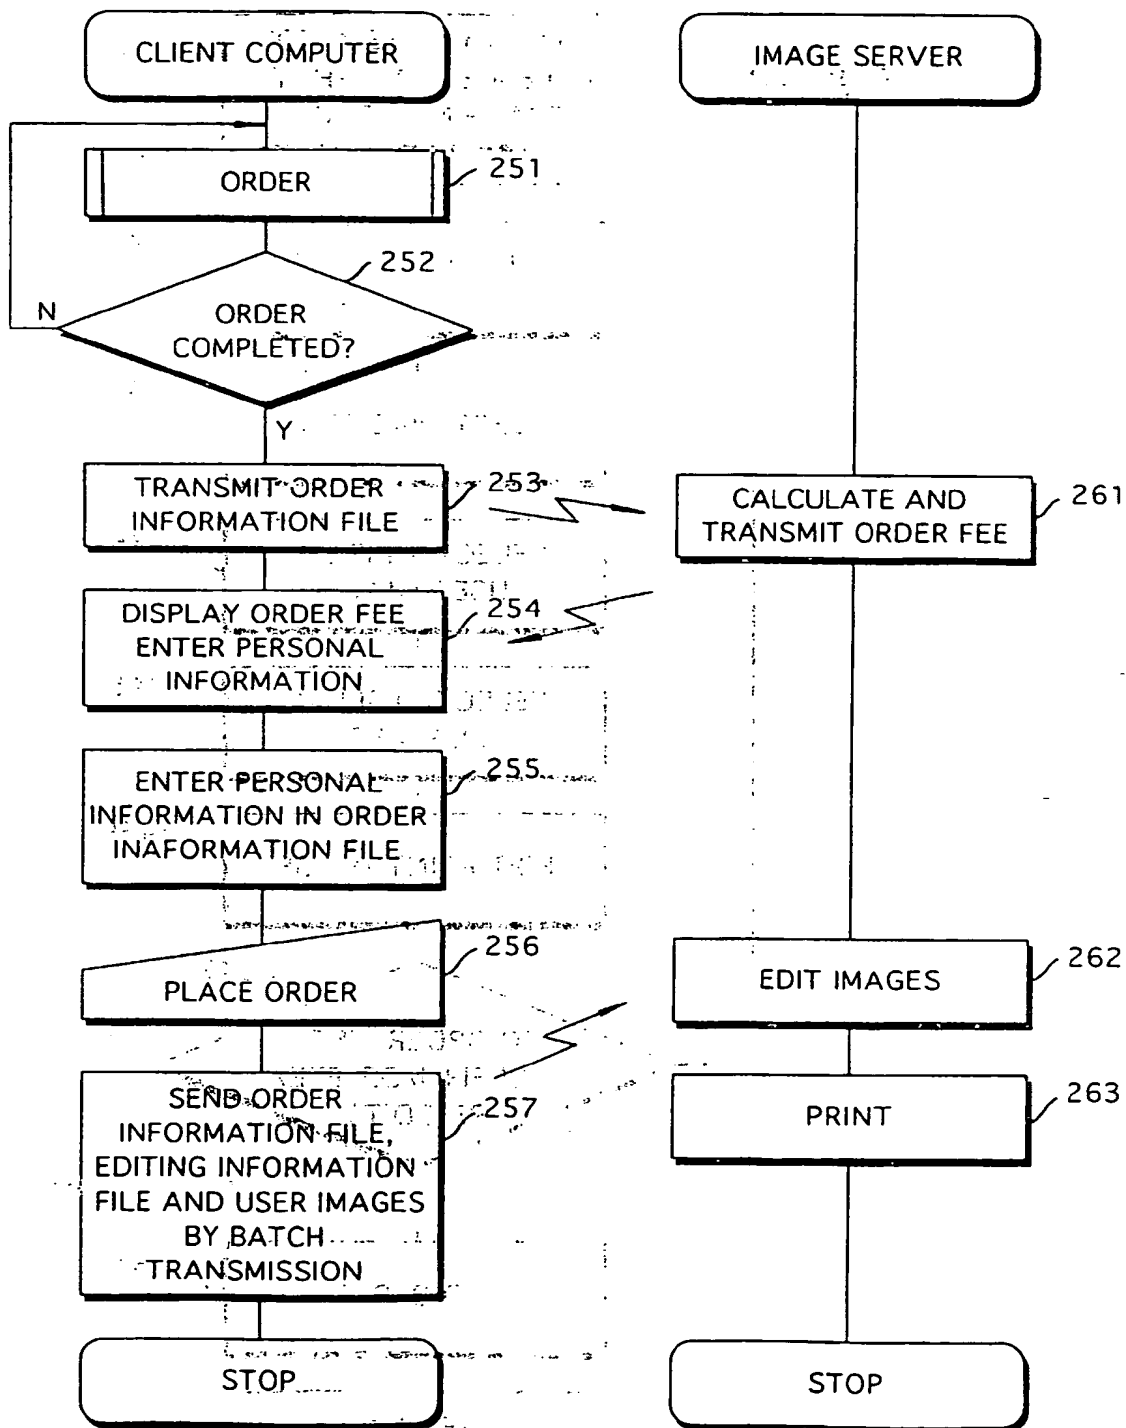 CLIENT COMPUTER
IMAGE SERVER
ORDER
251
252
N
ORDER
COMPLETED?
Y
TRANSMIT ORDER
INFORMATION FILE
253
CALCULATE AND
TRANSMIT ORDER FEE
261
DISPLAY ORDER FEE
ENTER PERSONAL
INFORMATION
254
ENTER PERSONAL
INFORMATION IN ORDER
INAFORMATION FILE
255
PLACE ORDER
256
EDIT IMAGES
262
SEND ORDER
INFORMATION FILE,
EDITING INFORMATION
FILE AND USER IMAGES
BY BATCH
TRANSMISSION
257
PRINT
263
STOP
STOP